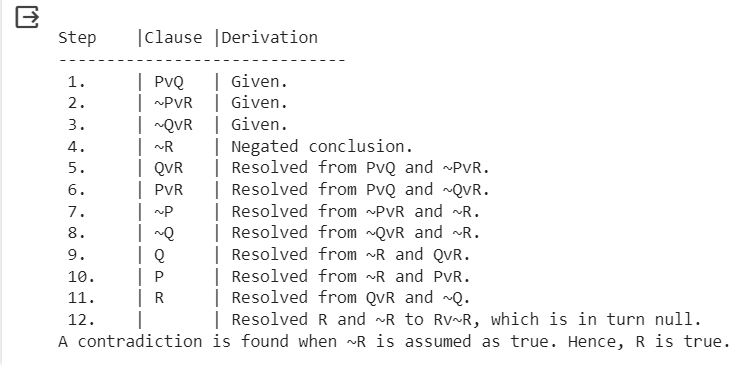 Step |Clause |Derivation
------------------------------
1. | PvQ | Given.
2. | ~PvR | Given.
3. | ~QvR | Given.
4. | ~R | Negated conclusion.
5. | QvR | Resolved from PvQ and ~PvR.
6. | PvR | Resolved from PvQ and ~QvR.
7. | ~P | Resolved from ~PvR and ~R.
8. | ~Q | Resolved from ~QvR and ~R.
9. | Q | Resolved from ~R and QvR.
10. | P | Resolved from ~R and PvR.
11. | R | Resolved from QvR and ~Q.
12. | | Resolved R and ~R to Rv~R, which is in turn null.
A contradiction is found when ~R is assumed as true. Hence, R is true.